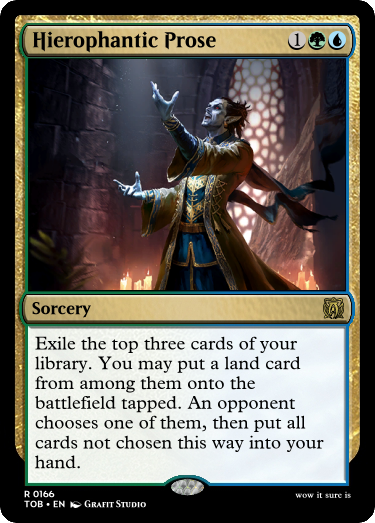 Hierophantic Prose 1
Sorcery
Exile the top three cards of your
library. You may put a land card
from among them onto the
battlefield tapped. An opponent
chooses one of them, then put all
cards not chosen this way into your
hand.
R 0166
TOB • EN Grafit Studio
wow it sure is